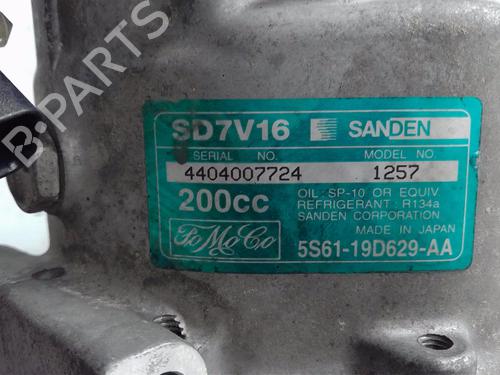 B-PARTS
SD7V16 SANDEN
SERIAL NO. MODEL NO.
4404007724 1257
200cc
OIL: SP-10 OR EQUIV.
REFRIGERANT: R134a
SANDEN CORPORATION
MADE IN JAPAN
FoMoCo
5S61-19D629-AA